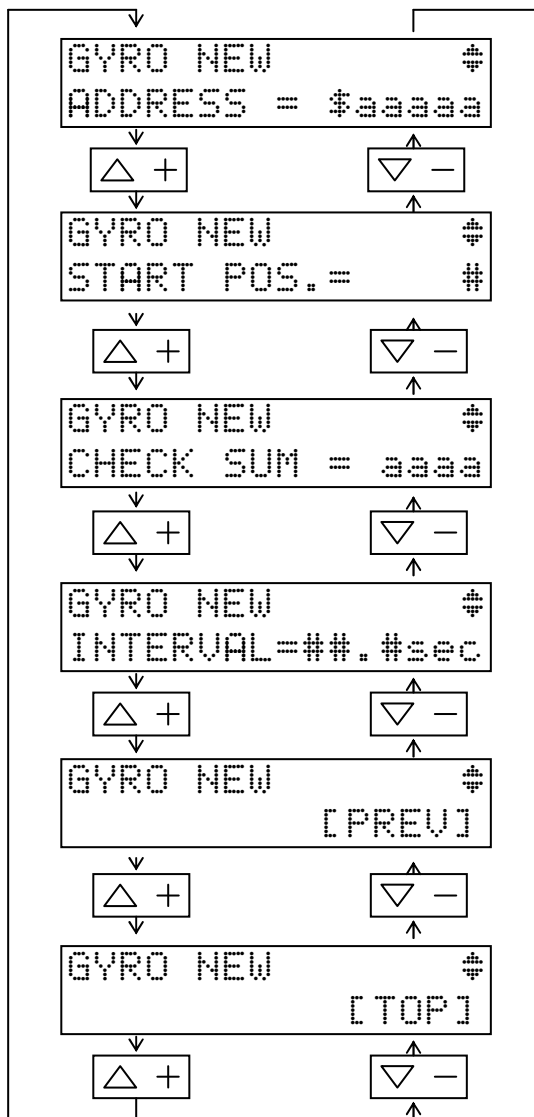 GYRO NEW
ADDRESS = $aaaaa
△ + ▽ −
GYRO NEW
START POS.= #
△ + ▽ −
GYRO NEW
CHECK SUM = aaaa
△ + ▽ −
GYRO NEW
INTERVAL=##.#sec
△ + ▽ −
GYRO NEW
[PREV]
△ + ▽ −
GYRO NEW
[TOP]
△ + ▽ −